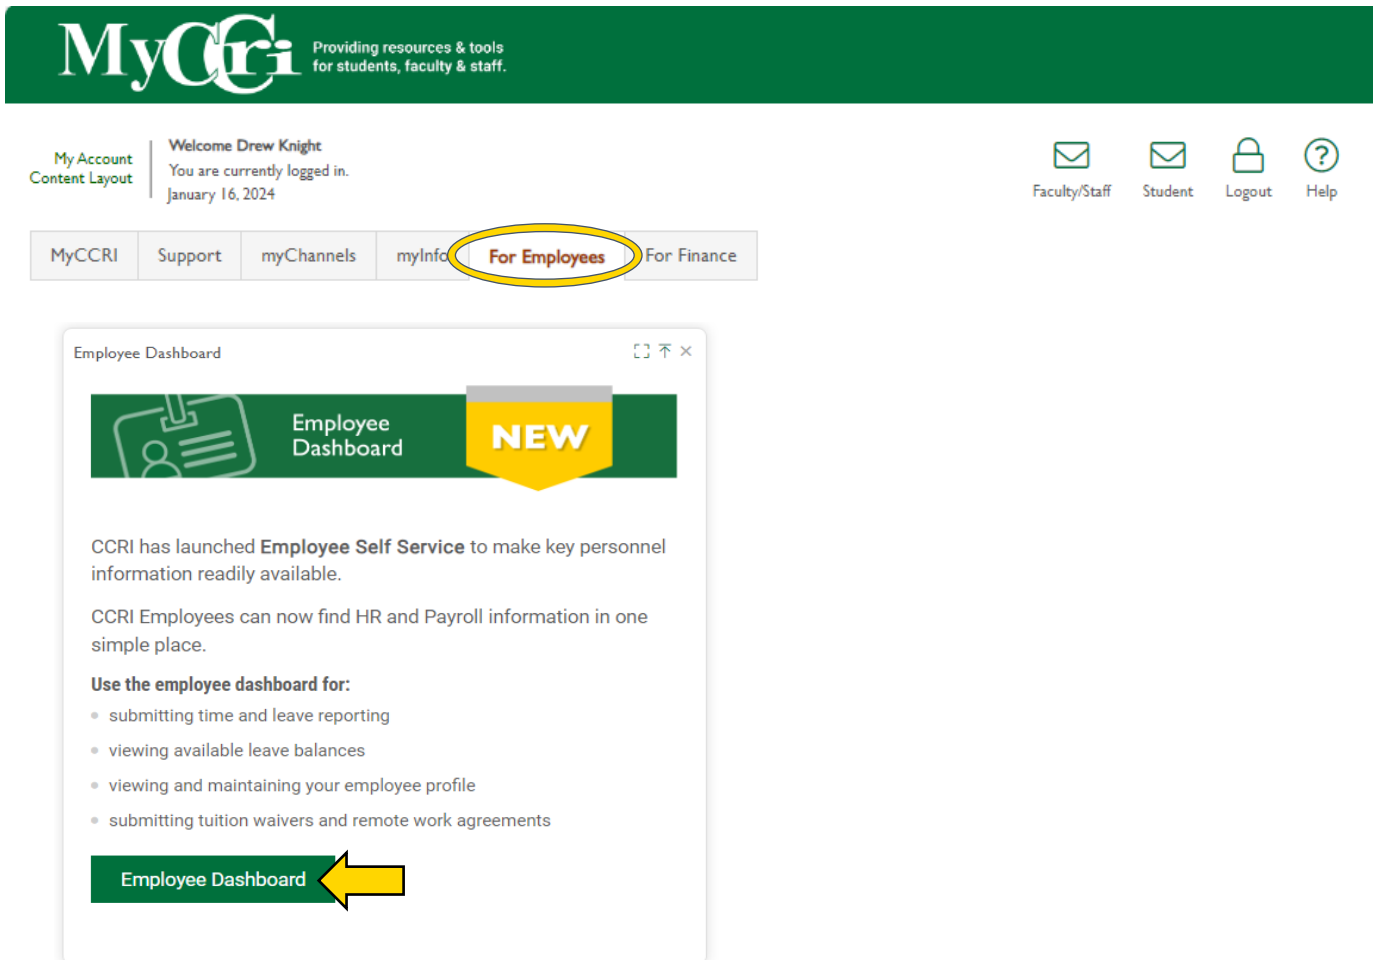 MyCCri
Providing resources & tools
for students, faculty & staff.
My Account
Content Layout
Welcome Drew Knight
You are currently logged in.
January 16, 2024
Faculty/Staff
Student
Logout
Help
MyCCRI
Support
myChannels
myInfo
For Employees
For Finance
Employee Dashboard
Employee
Dashboard
NEW
CCRI has launched Employee Self Service to make key personnel
information readily available.
CCRI Employees can now find HR and Payroll information in one
simple place.
Use the employee dashboard for:
submitting time and leave reporting
viewing available leave balances
viewing and maintaining your employee profile
submitting tuition waivers and remote work agreements
Employee Dashboard